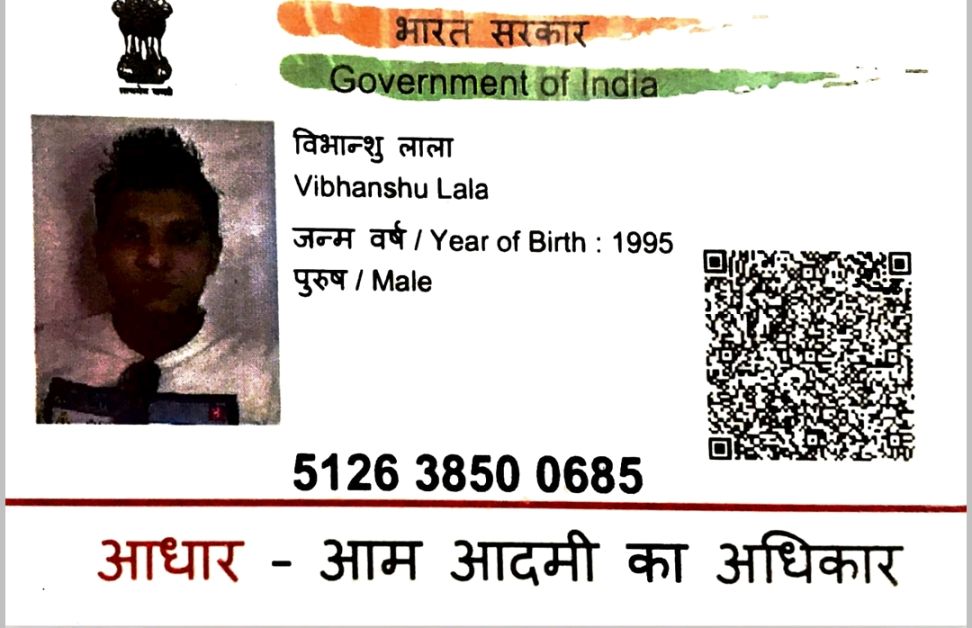 भारत सरकार
Government of India
विभान्शु लाला
Vibhanshu Lala
जन्म वर्ष / Year of Birth : 1995
पुरुष / Male
5126 3850 0685
आधार - आम आदमी का अधिकार